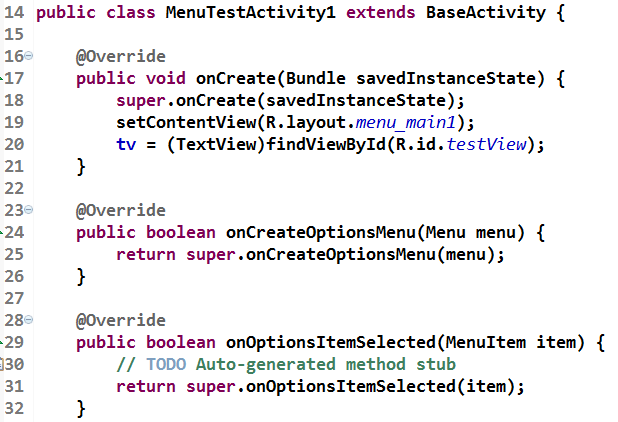 14 public class MenuTestActivity1 extends BaseActivity {
15
16 @Override
17 public void onCreate(Bundle savedInstanceState) {
18 super.onCreate(savedInstanceState);
19 setContentView(R.layout.menu_main1);
20 tv = (TextView)findViewById(R.id.testView);
21 }
22
23 @Override
24 public boolean onCreateOptionsMenu(Menu menu) {
25 return super.onCreateOptionsMenu(menu);
26 }
27
28 @Override
29 public boolean onOptionsItemSelected(MenuItem item) {
30 // TODO Auto-generated method stub
31 return super.onOptionsItemSelected(item);
32 }